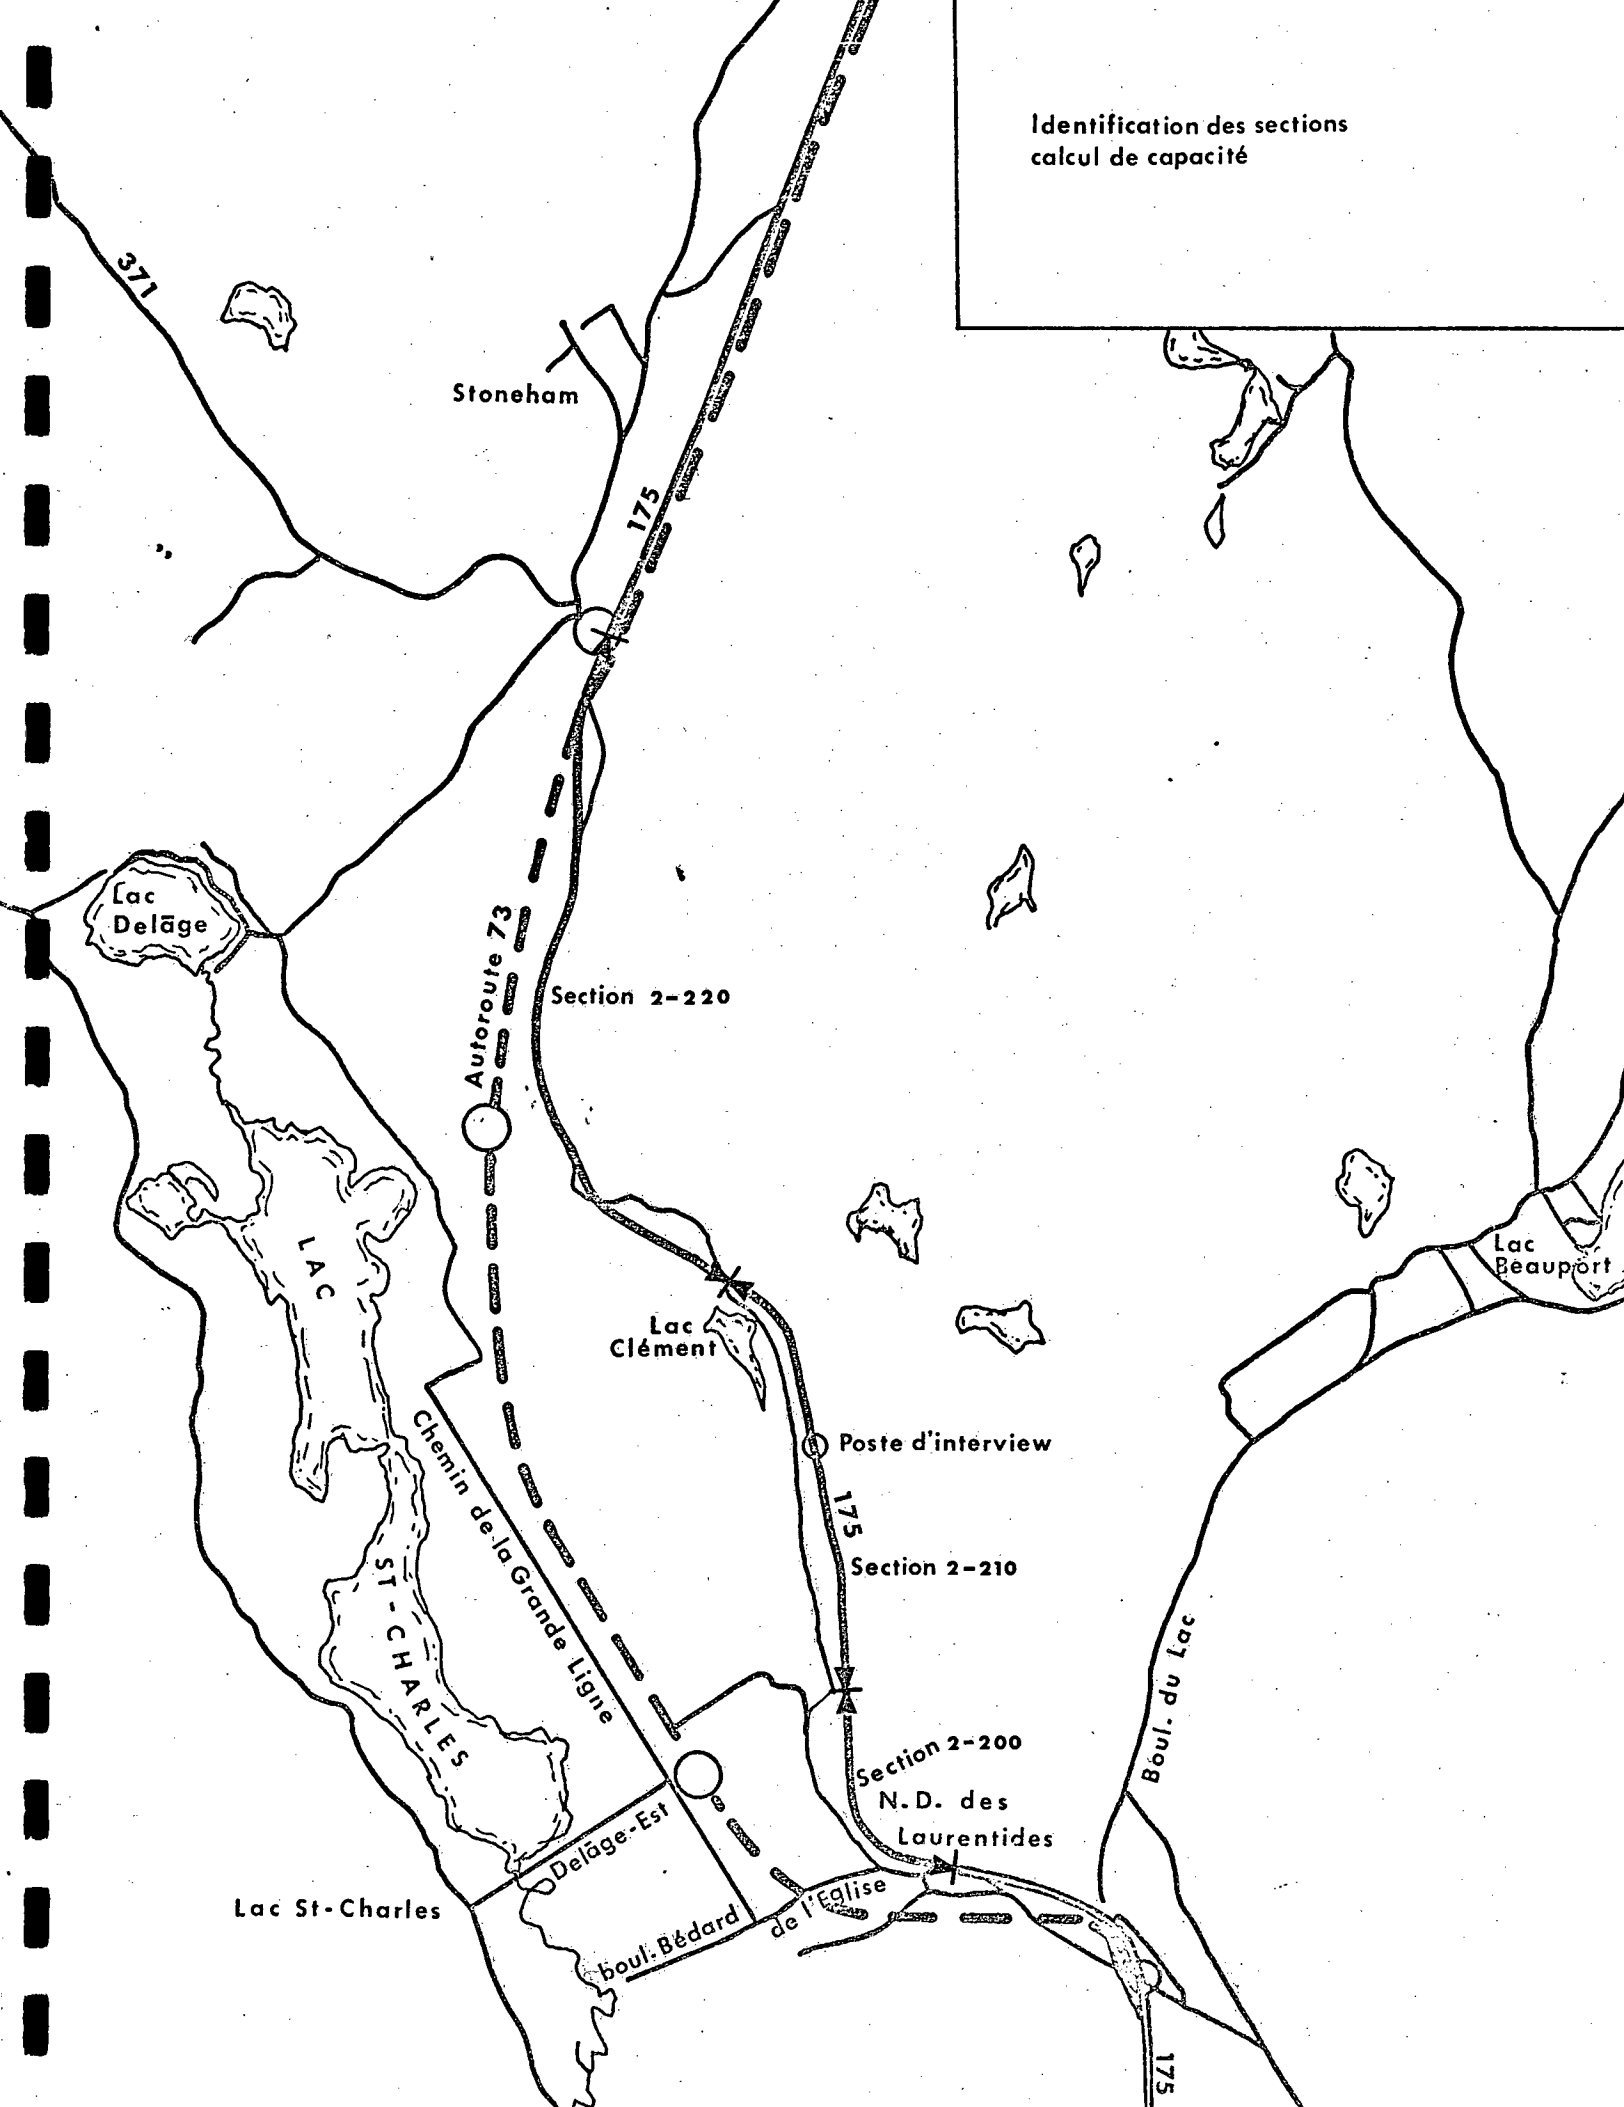 Identification des sections
calcul de capacité
371
Stoneham
175
Lac
Delāge
Autoroute 73
Section 2-220
LAC
ST-CHARLES
Lac
Clément
Lac
Béauport
Poste d'interview
175
Section 2-210
Chemin de la Grande Ligne
Boul. du Lac
Section 2-200
N.D. des
Laurentides
Delāge-Est
Lac St-Charles
boul. Bédard
de l'Eglise
175